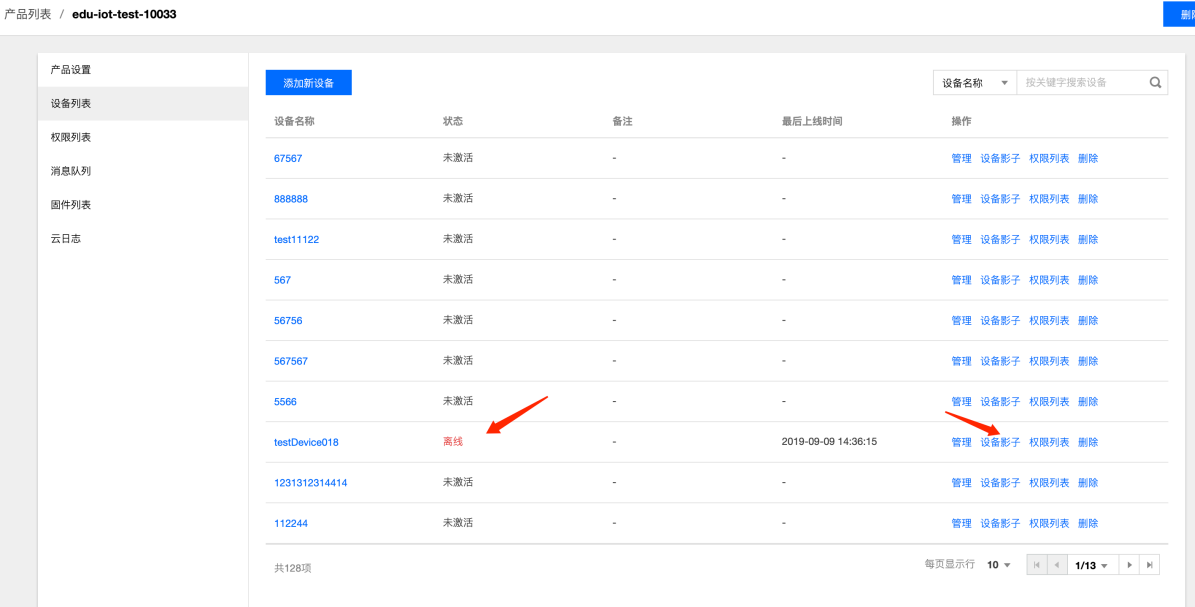 产品列表 / edu-iot-test-10033
产品设置
设备列表
权限列表
消息队列
固件列表
云日志
添加新设备
设备名称 按关键字搜索设备
设备名称 状态 备注 最后上线时间 操作
67567 未激活 - - 管理 设备影子 权限列表 删除
888888 未激活 - - 管理 设备影子 权限列表 删除
test11122 未激活 - - 管理 设备影子 权限列表 删除
567 未激活 - - 管理 设备影子 权限列表 删除
56756 未激活 - - 管理 设备影子 权限列表 删除
567567 未激活 - - 管理 设备影子 权限列表 删除
5566 未激活 - - 管理 设备影子 权限列表 删除
testDevice018 离线 - 2019-09-09 14:36:15 管理 设备影子 权限列表 删除
1231312314414 未激活 - - 管理 设备影子 权限列表 删除
112244 未激活 - - 管理 设备影子 权限列表 删除
共128项 每页显示行 10 1/13